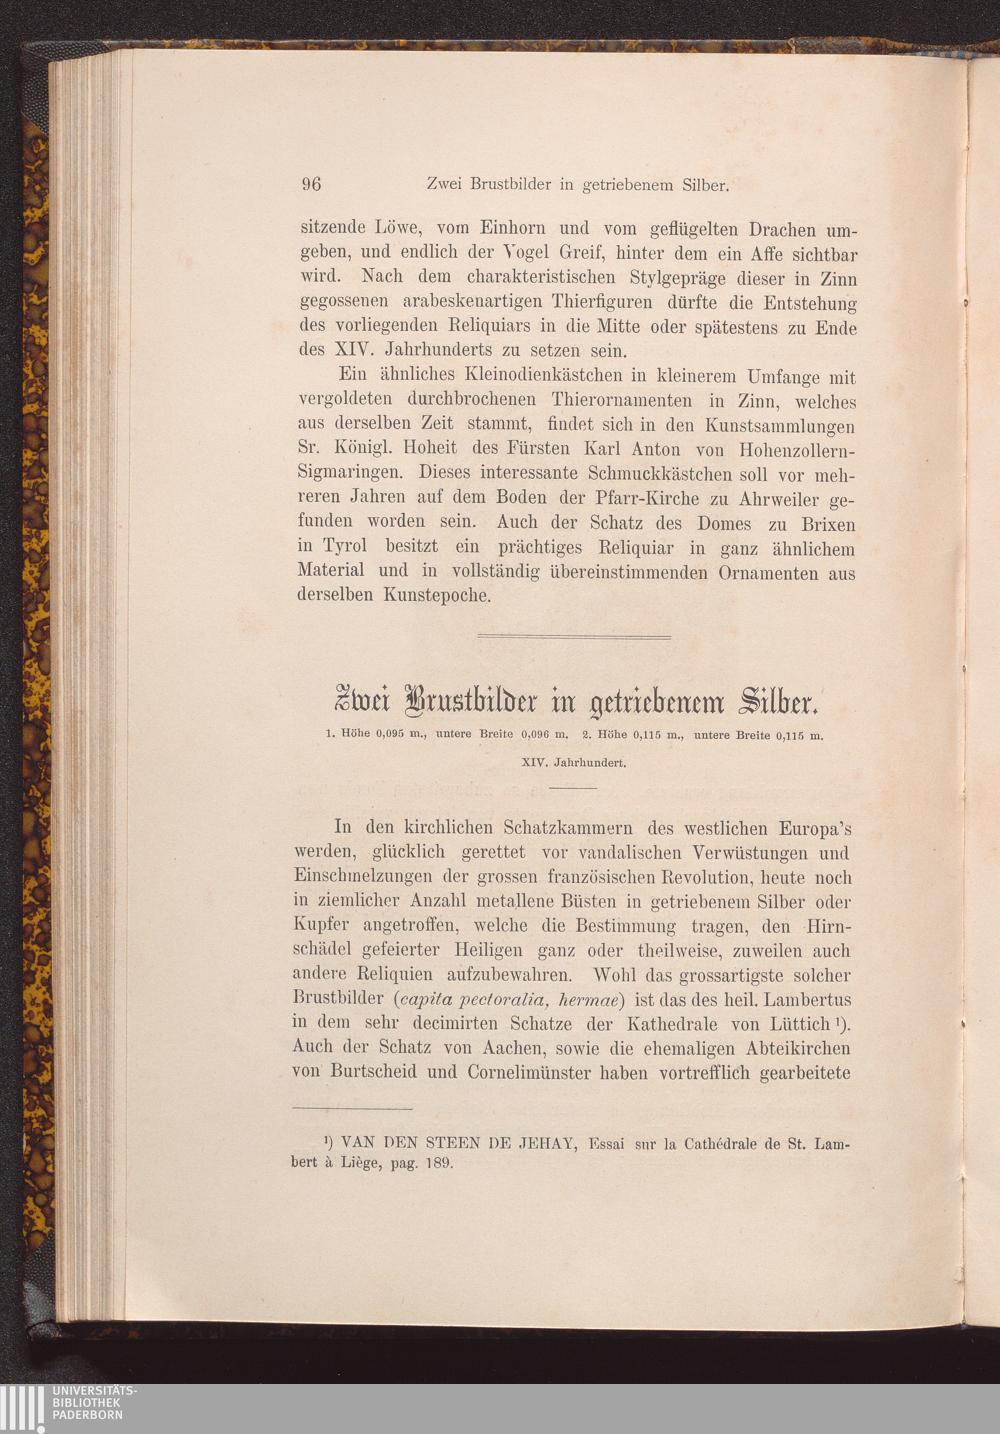 96 Zwei Brustbilder in getriebenem Silber.
sitzende Löwe, vom Einhorn und vom geflügelten Drachen um-
geben, und endlich der Vogel Greif, hinter dem ein Affe sichtbar
wird. Nach dem charakteristischen Stylgepräge dieser in Zinn
gegossenen arabeskenartigen Thierfiguren dürfte die Entstehung
des vorliegenden Reliquiars in die Mitte oder spätestens zu Ende
des XIV. Jahrhunderts zu setzen sein.
Ein ähnliches Kleinodienkästchen in kleinerem Umfange mit
vergoldeten durchbrochenen Thierornamenten in Zinn, welches
aus derselben Zeit stammt, findet sich in den Kunstsammlungen
Sr. Königl. Hoheit des Fürsten Karl Anton von Hohenzollern-
Sigmaringen. Dieses interessante Schmuckkästchen soll vor meh-
reren Jahren auf dem Boden der Pfarr-Kirche zu Ahrweiler ge-
funden worden sein. Auch der Schatz des Domes zu Brixen
in Tyrol besitzt ein prächtiges Reliquiar in ganz ähnlichem
Material und in vollständig übereinstimmenden Ornamenten aus
derselben Kunstepoche.
Zwei Brustbilder in getriebenem Silber.
1. Höhe 0,095 m., untere Breite 0,096 m. 2. Höhe 0,115 m., untere Breite 0,115 m.
XIV. Jahrhundert.
In den kirchlichen Schatzkammern des westlichen Europa's
werden, glücklich gerettet vor vandalischen Verwüstungen und
Einschmelzungen der grossen französischen Revolution, heute noch
in ziemlicher Anzahl metallene Büsten in getriebenem Silber oder
Kupfer angetroffen, welche die Bestimmung tragen, den Hirn-
schädel gefeierter Heiligen ganz oder theilweise, zuweilen auch
andere Reliquien aufzubewahren. Wohl das grossartigste solcher
Brustbilder (capita pectoralia, hermae) ist das des heil. Lambertus
in dem sehr decimirten Schatze der Kathedrale von Lüttich ¹).
Auch der Schatz von Aachen, sowie die ehemaligen Abteikirchen
von Burtscheid und Cornelimünster haben vortrefflich gearbeitete
¹) VAN DEN STEEN DE JEHAY, Essai sur la Cathédrale de St. Lam-
bert à Liège, pag. 189.
UNIVERSITÄTS-
BIBLIOTHEK
PADERBORN